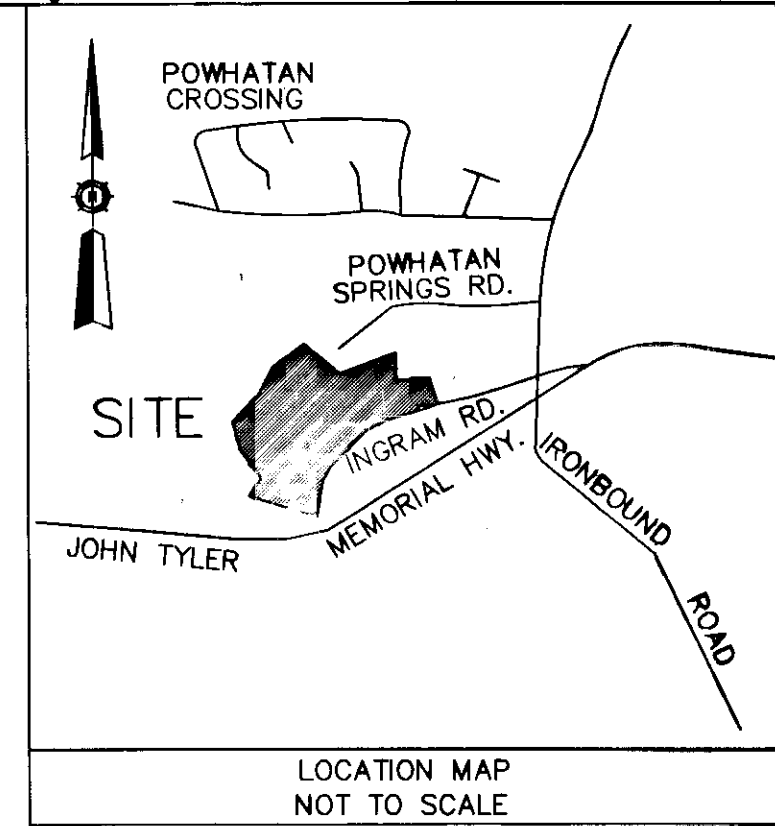 POWHATAN
CROSSING
N
POWHATAN
SPRINGS RD.
SITE
INGRAM RD.
MEMORIAL HWY.
IRONBOUND
JOHN TYLER
ROAD
LOCATION MAP
NOT TO SCALE